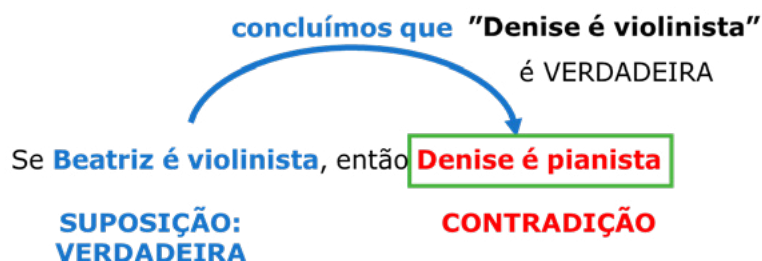 concluímos que ”Denise é violinista”
é VERDADEIRA
Se Beatriz é violinista, então Denise é pianista
SUPOSIÇÃO: CONTRADIÇÃO
VERDADEIRA